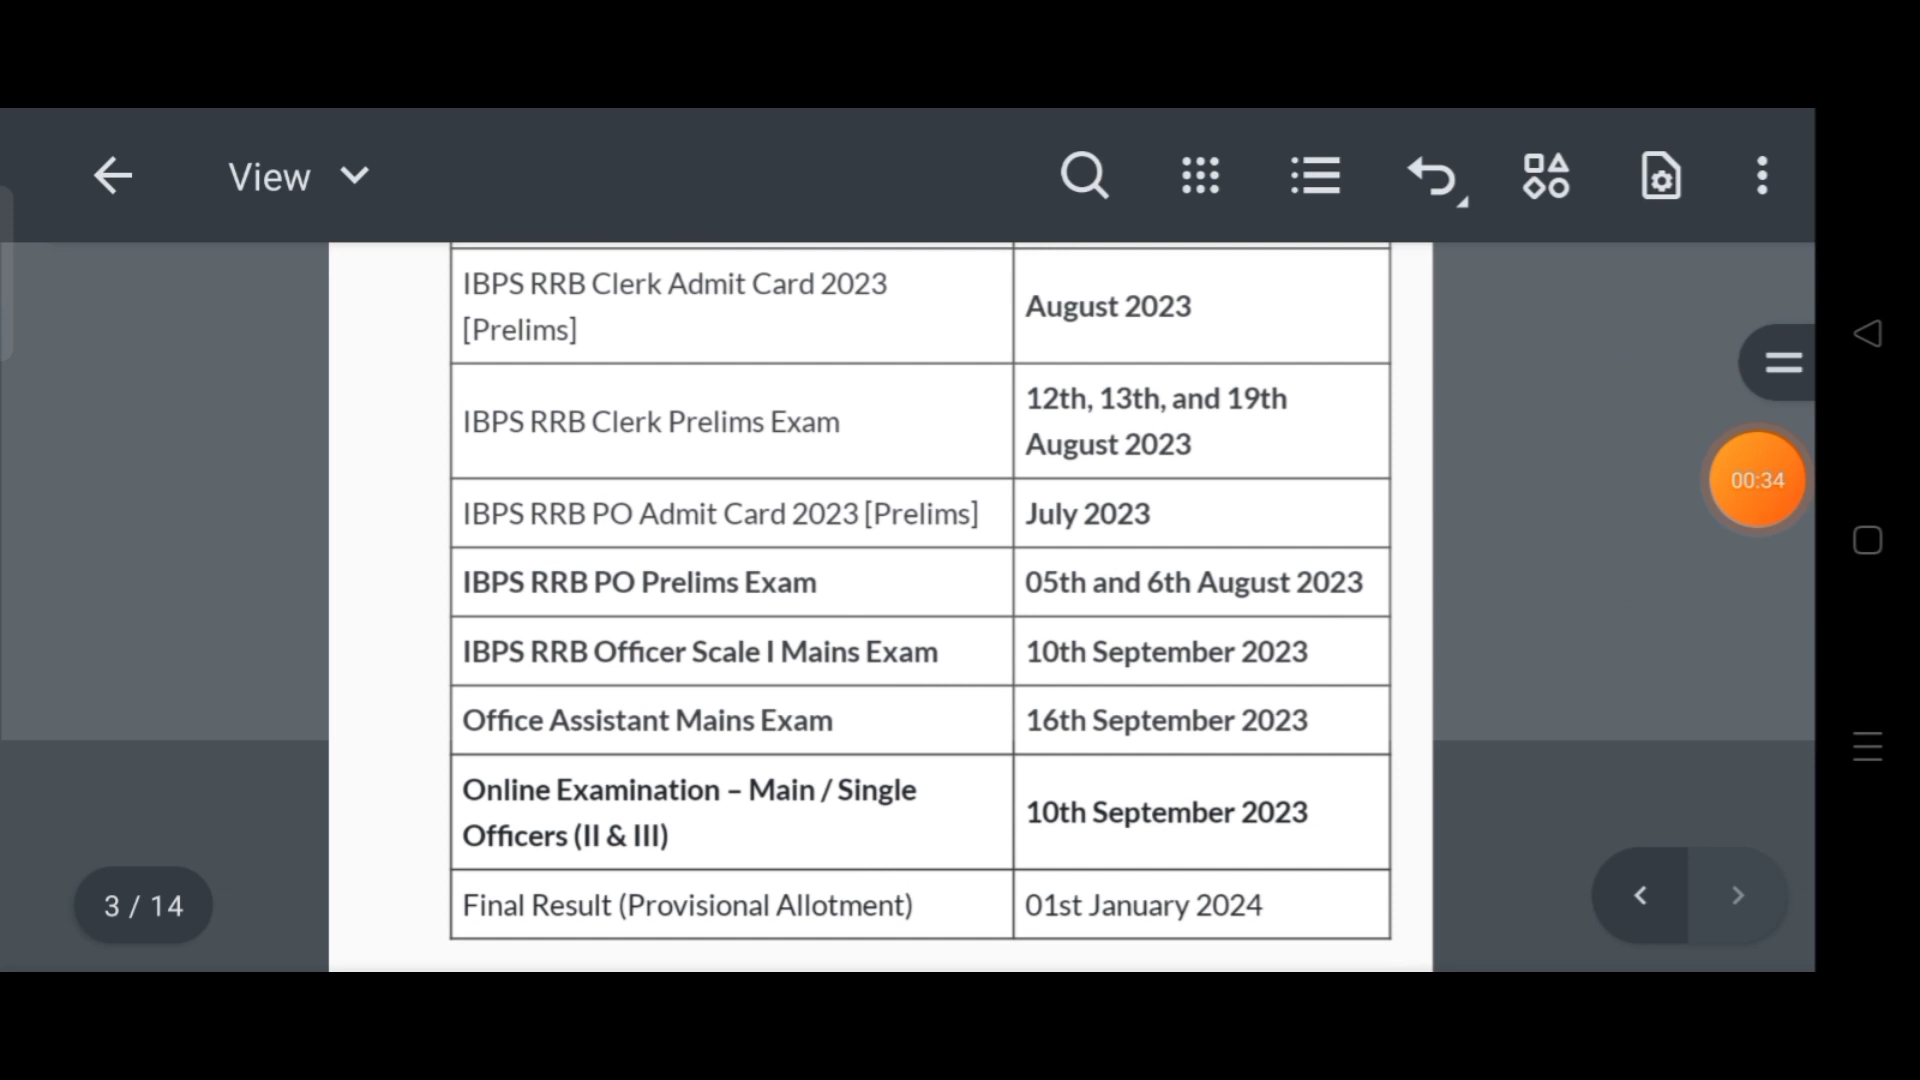 View
IBPS RRB Clerk Admit Card 2023
[Prelims]
August 2023
IBPS RRB Clerk Prelims Exam
12th, 13th, and 19th
August 2023
IBPS RRB PO Admit Card 2023 [Prelims]
July 2023
IBPS RRB PO Prelims Exam
05th and 6th August 2023
IBPS RRB Officer Scale I Mains Exam
10th September 2023
Office Assistant Mains Exam
16th September 2023
Online Examination – Main / Single
Officers (II & III)
10th September 2023
Final Result (Provisional Allotment)
01st January 2024
00:34
3 / 14